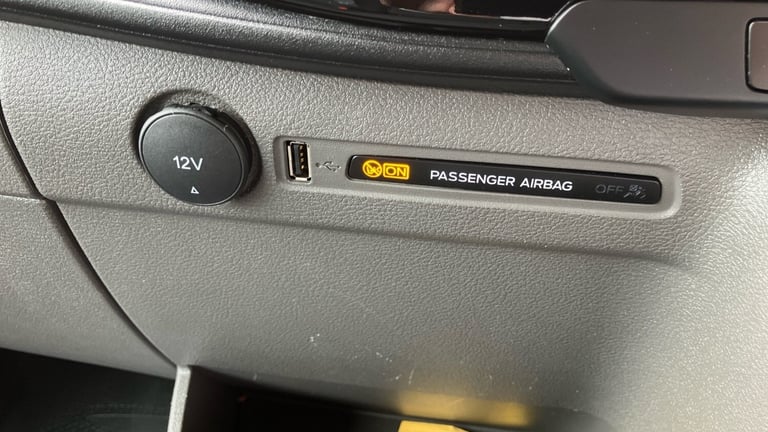 12V
ON PASSENGER AIRBAG OFF